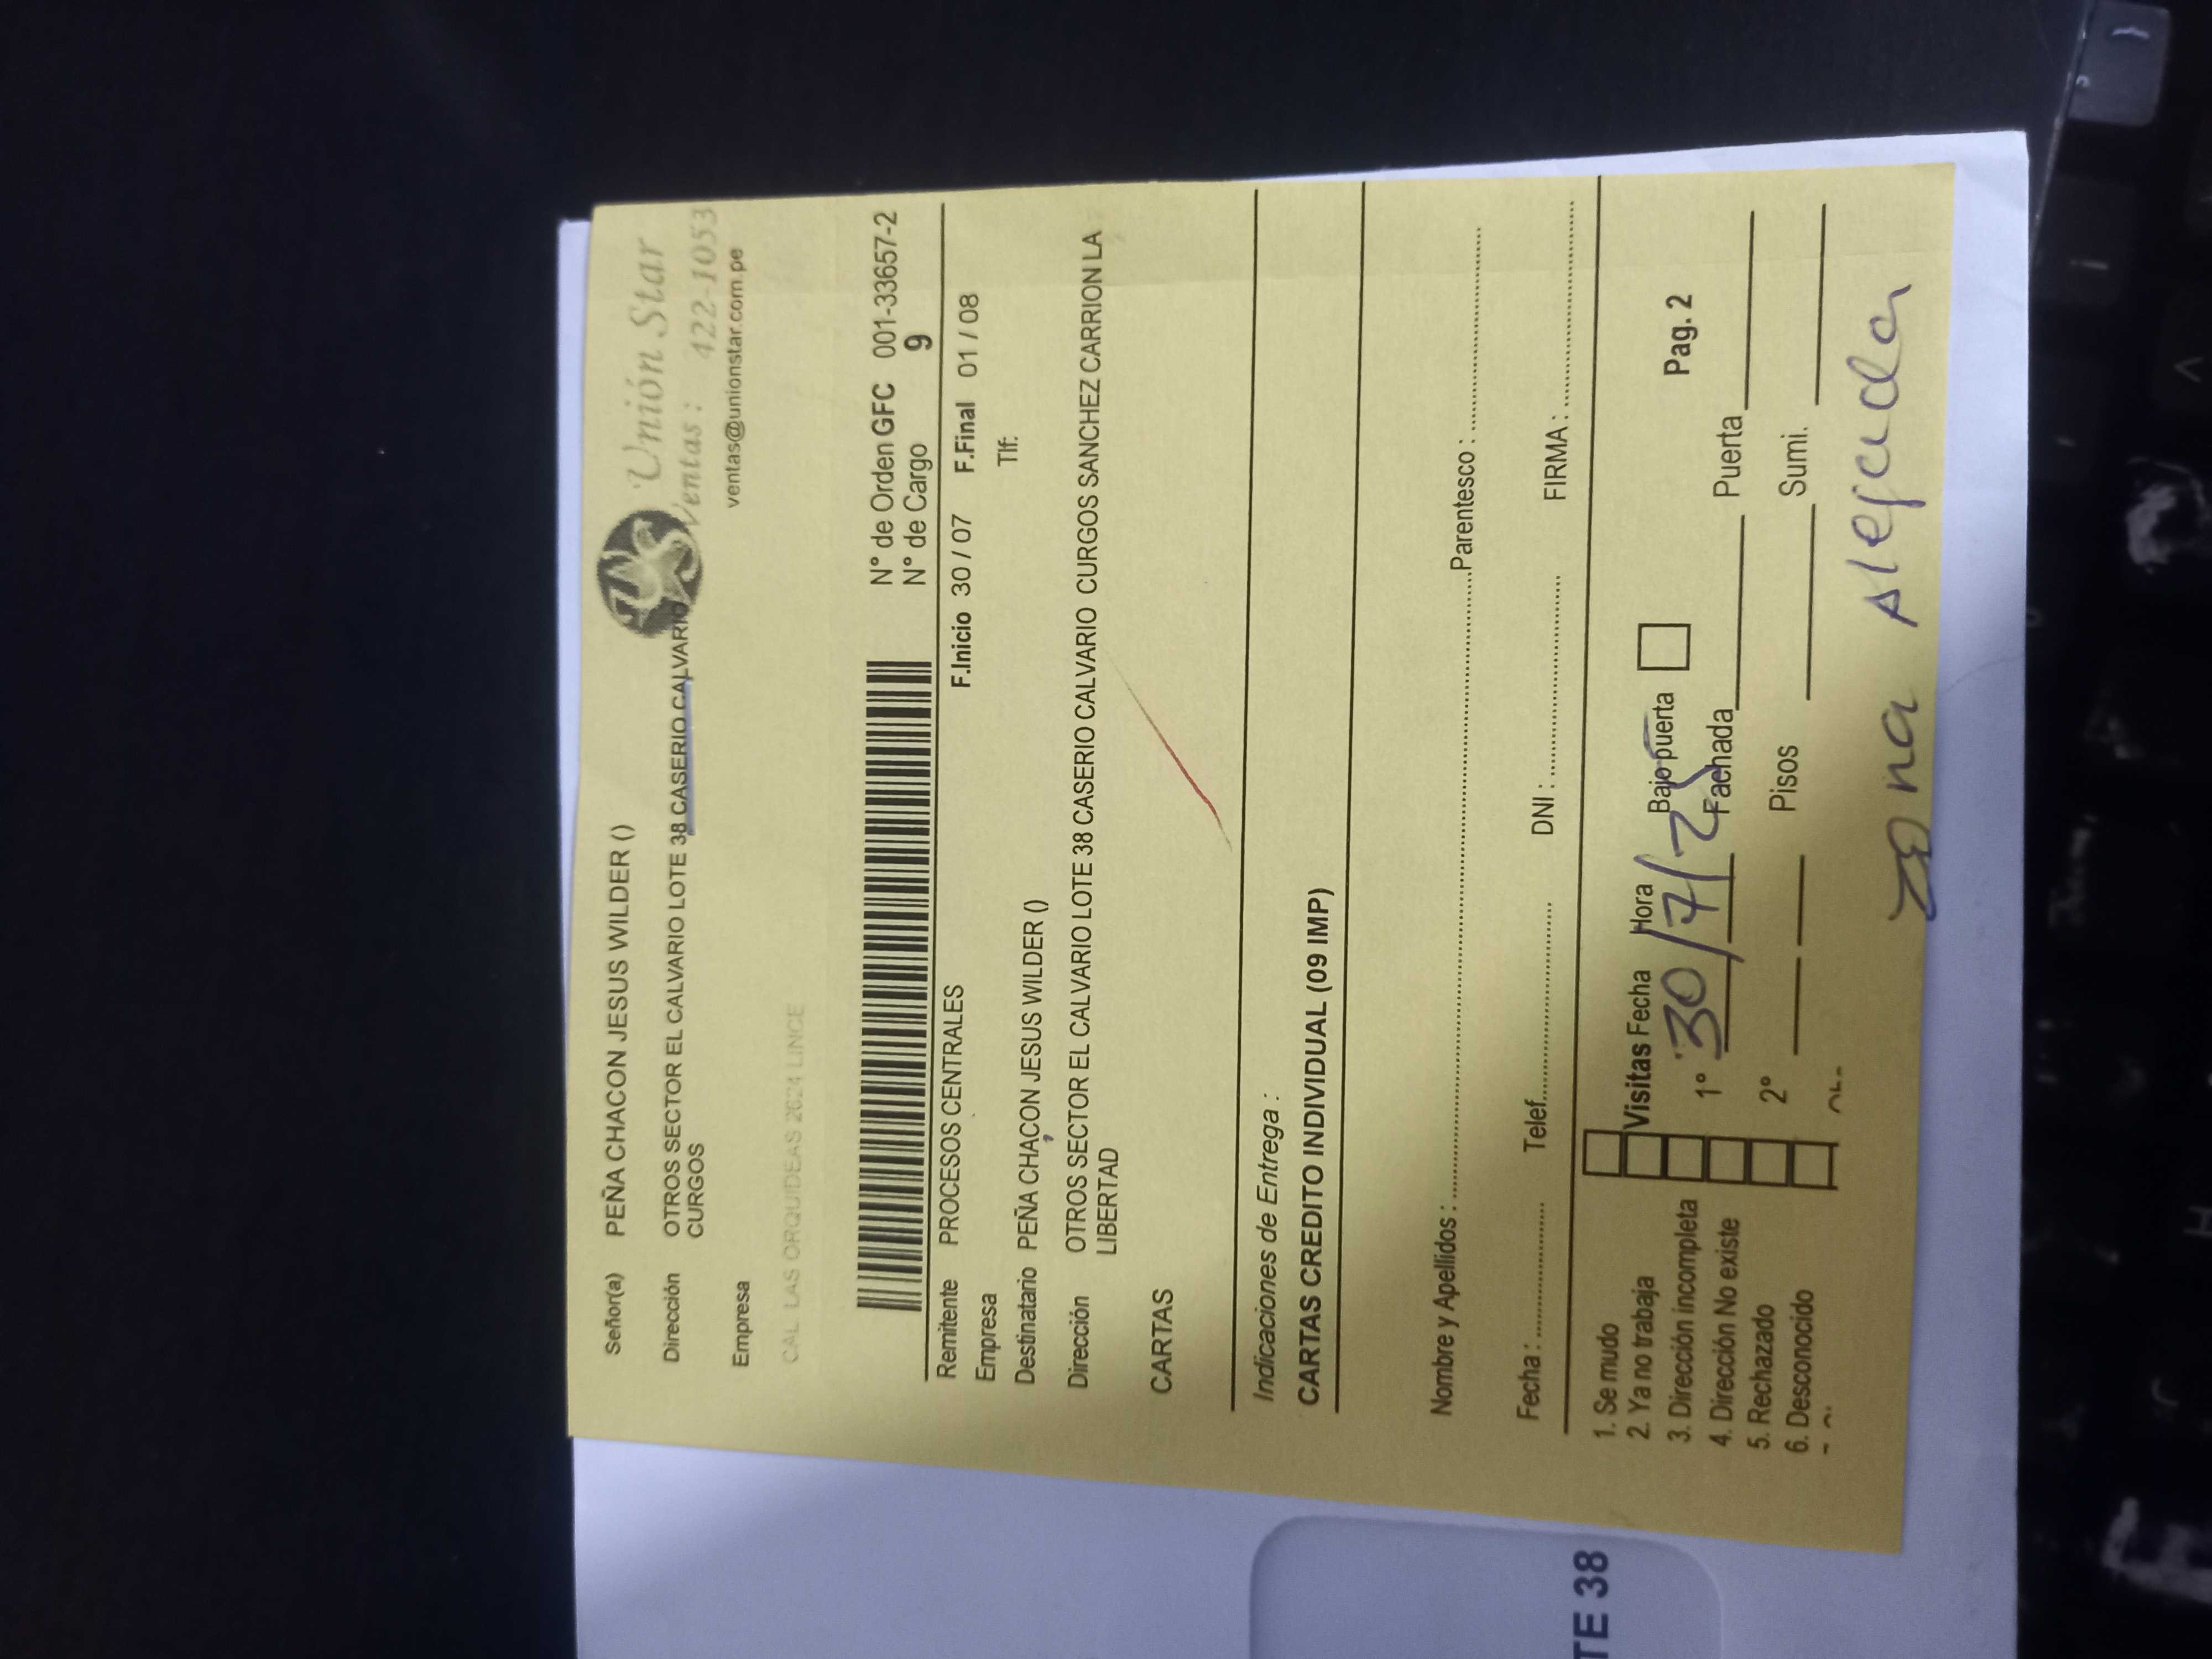 Unión Star
Ventas : 422-1053
ventas@unionstar.com.pe
Señor(a) PEÑA CHACON JESUS WILDER ()
Dirección OTROS SECTOR EL CALVARIO LOTE 38 CASERIO CALVARIO
CURGOS
Empresa
CAL LAS ORQUIDEAS 2624 LINCE
N° de Orden GFC 001-33657-2
N° de Cargo 9
Remitente PROCESOS CENTRALES F.Inicio 30 / 07 F.Final 01 / 08
Empresa Tlf:
Destinatario PEÑA CHACON JESUS WILDER ()
Dirección OTROS SECTOR EL CALVARIO LOTE 38 CASERIO CALVARIO CURGOS SANCHEZ CARRION LA
LIBERTAD
CARTAS
Indicaciones de Entrega :
CARTAS CREDITO INDIVIDUAL (09 IMP)
Nombre y Apellidos : Parentesco :
Fecha : Telef. DNI : FIRMA :
1. Se mudo
2. Ya no trabaja
3. Dirección incompleta
4. Dirección No existe
5. Rechazado
6. Desconocido
Visitas Fecha Hora Bajo puerta Pag. 2
1° 30/7/25 Fachada Puerta
2° Pisos Sumi.
zona alejada
TE 38